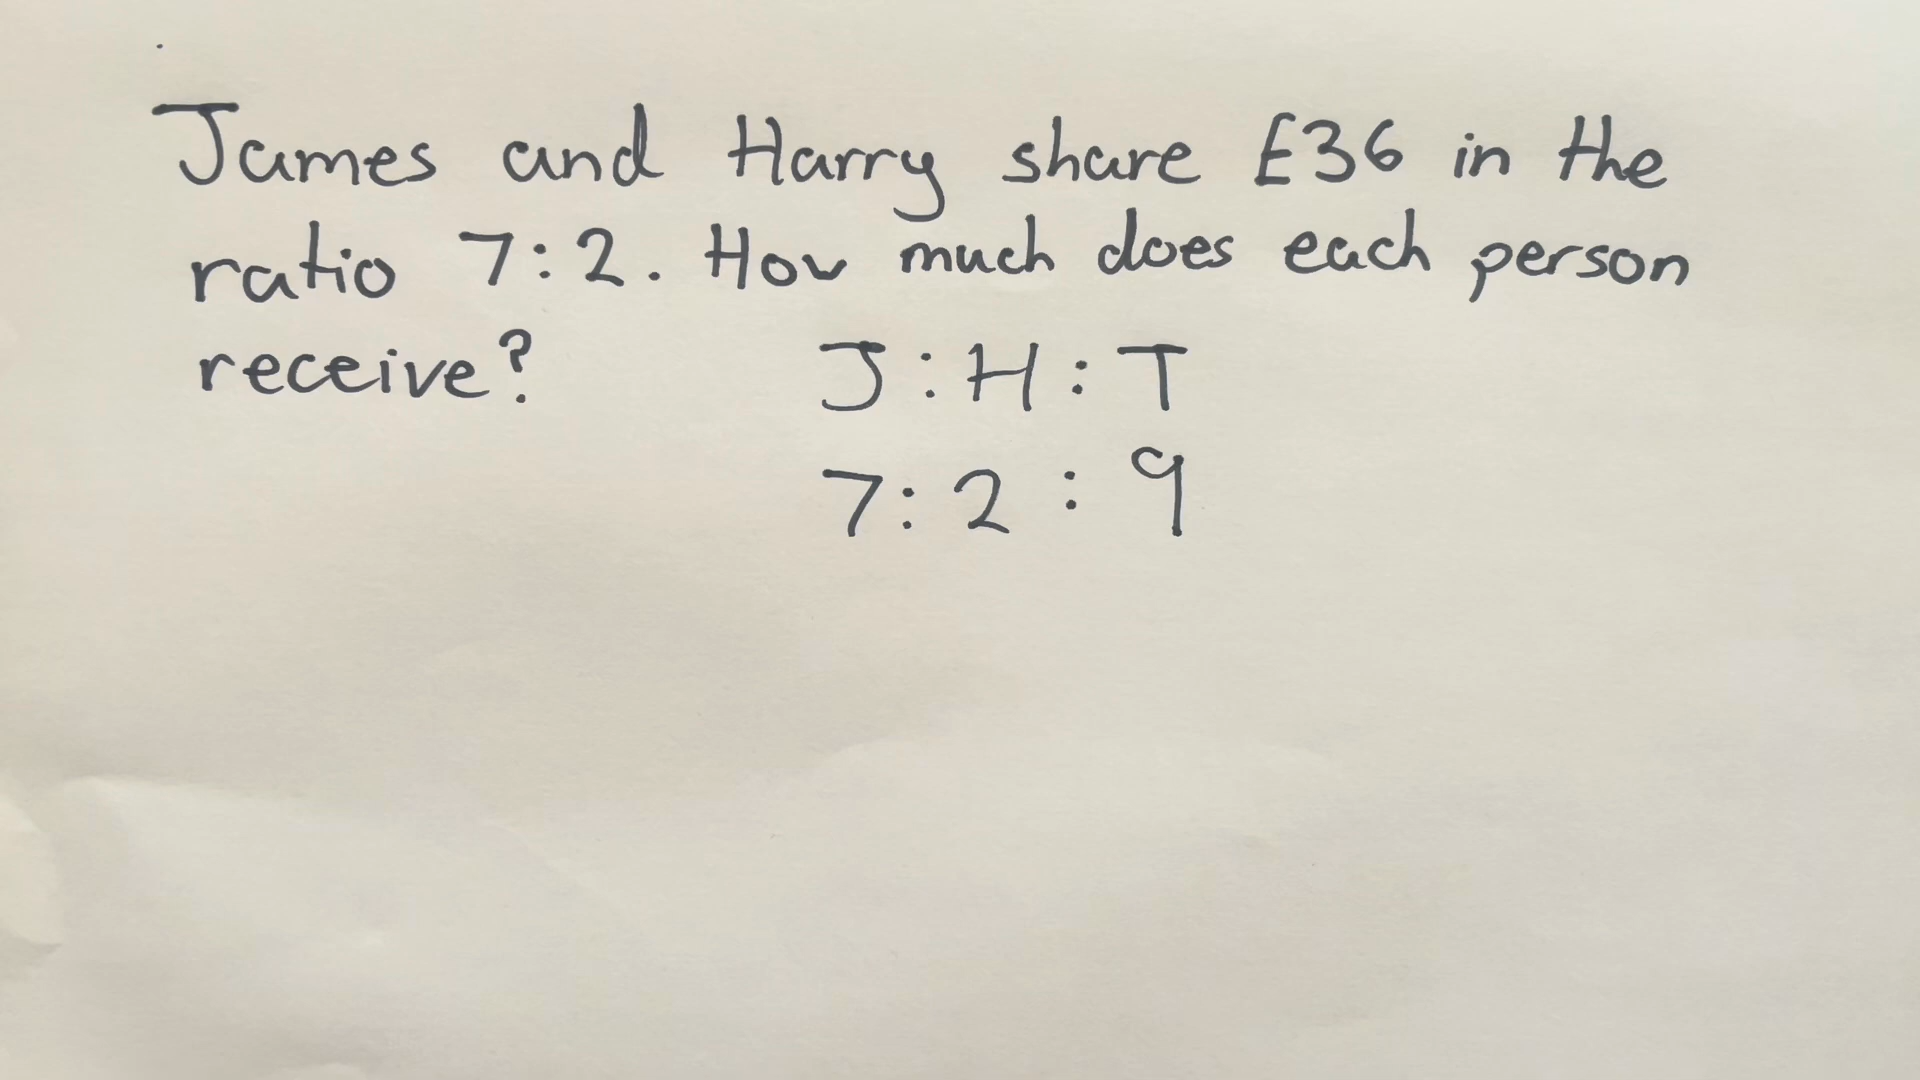 James and Harry share £36 in the
ratio 7:2. How much does each person
receive?
J : H : T
7 : 2 : 9